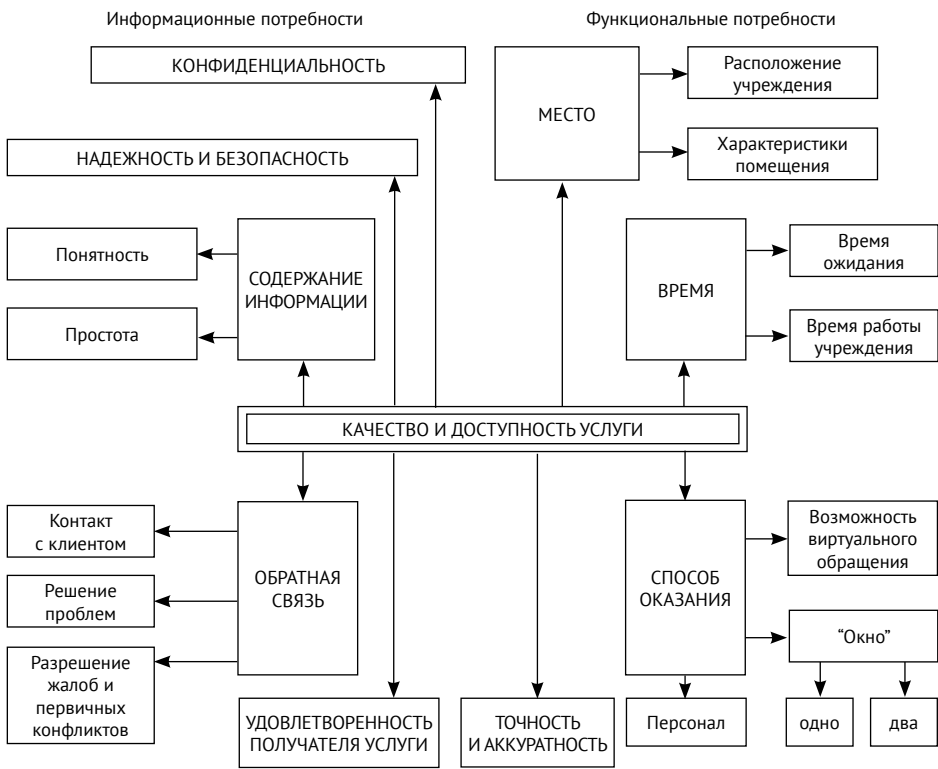 Информационные потребности
Функциональные потребности
КОНФИДЕНЦИАЛЬНОСТЬ
МЕСТО
Расположение
учреждения
Характеристики
помещения
НАДЕЖНОСТЬ И БЕЗОПАСНОСТЬ
Понятность
Простота
СОДЕРЖАНИЕ
ИНФОРМАЦИИ
ВРЕМЯ
Время
ожидания
Время работы
учреждения
КАЧЕСТВО И ДОСТУПНОСТЬ УСЛУГИ
Контакт
с клиентом
Решение
проблем
Разрешение
жалоб и
первичных
конфликтов
ОБРАТНАЯ
СВЯЗЬ
СПОСОБ
ОКАЗАНИЯ
Возможность
виртуального
обращения
"Окно"
УДОВЛЕТВОРЕННОСТЬ
ПОЛУЧАТЕЛЯ УСЛУГИ
ТОЧНОСТЬ
И АККУРАТНОСТЬ
Персонал
одно
два